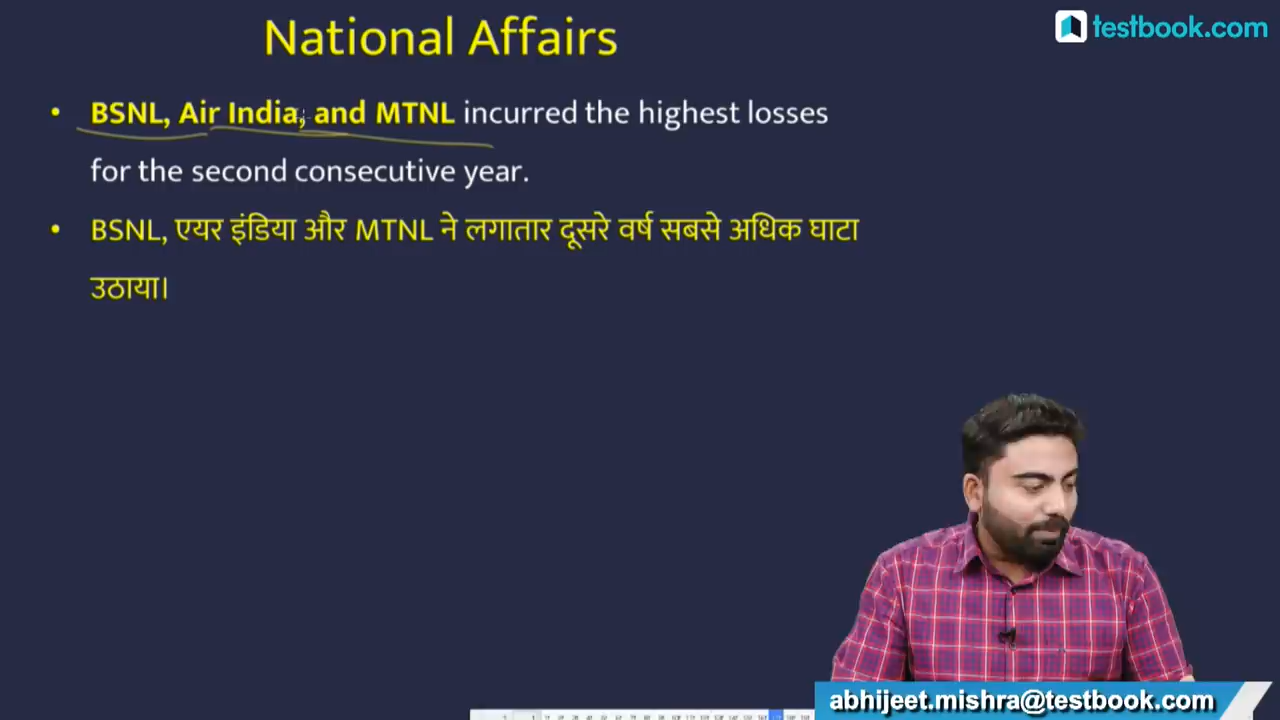 National Affairs
testbook.com
• BSNL, Air India, and MTNL incurred the highest losses
for the second consecutive year.
• BSNL, एयर इंडिया और MTNL ने लगातार दूसरे वर्ष सबसे अधिक घाटा
उठाया।
abhijeet.mishra@testbook.com